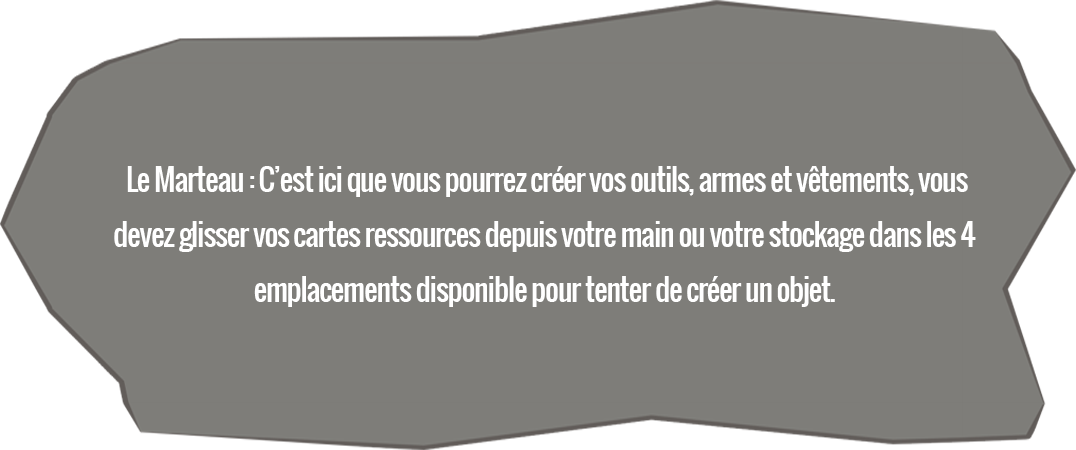 Le Marteau : C’est ici que vous pourrez créer vos outils, armes et vêtements, vous
devez glisser vos cartes ressources depuis votre main ou votre stockage dans les 4
emplacements disponible pour tenter de créer un objet.